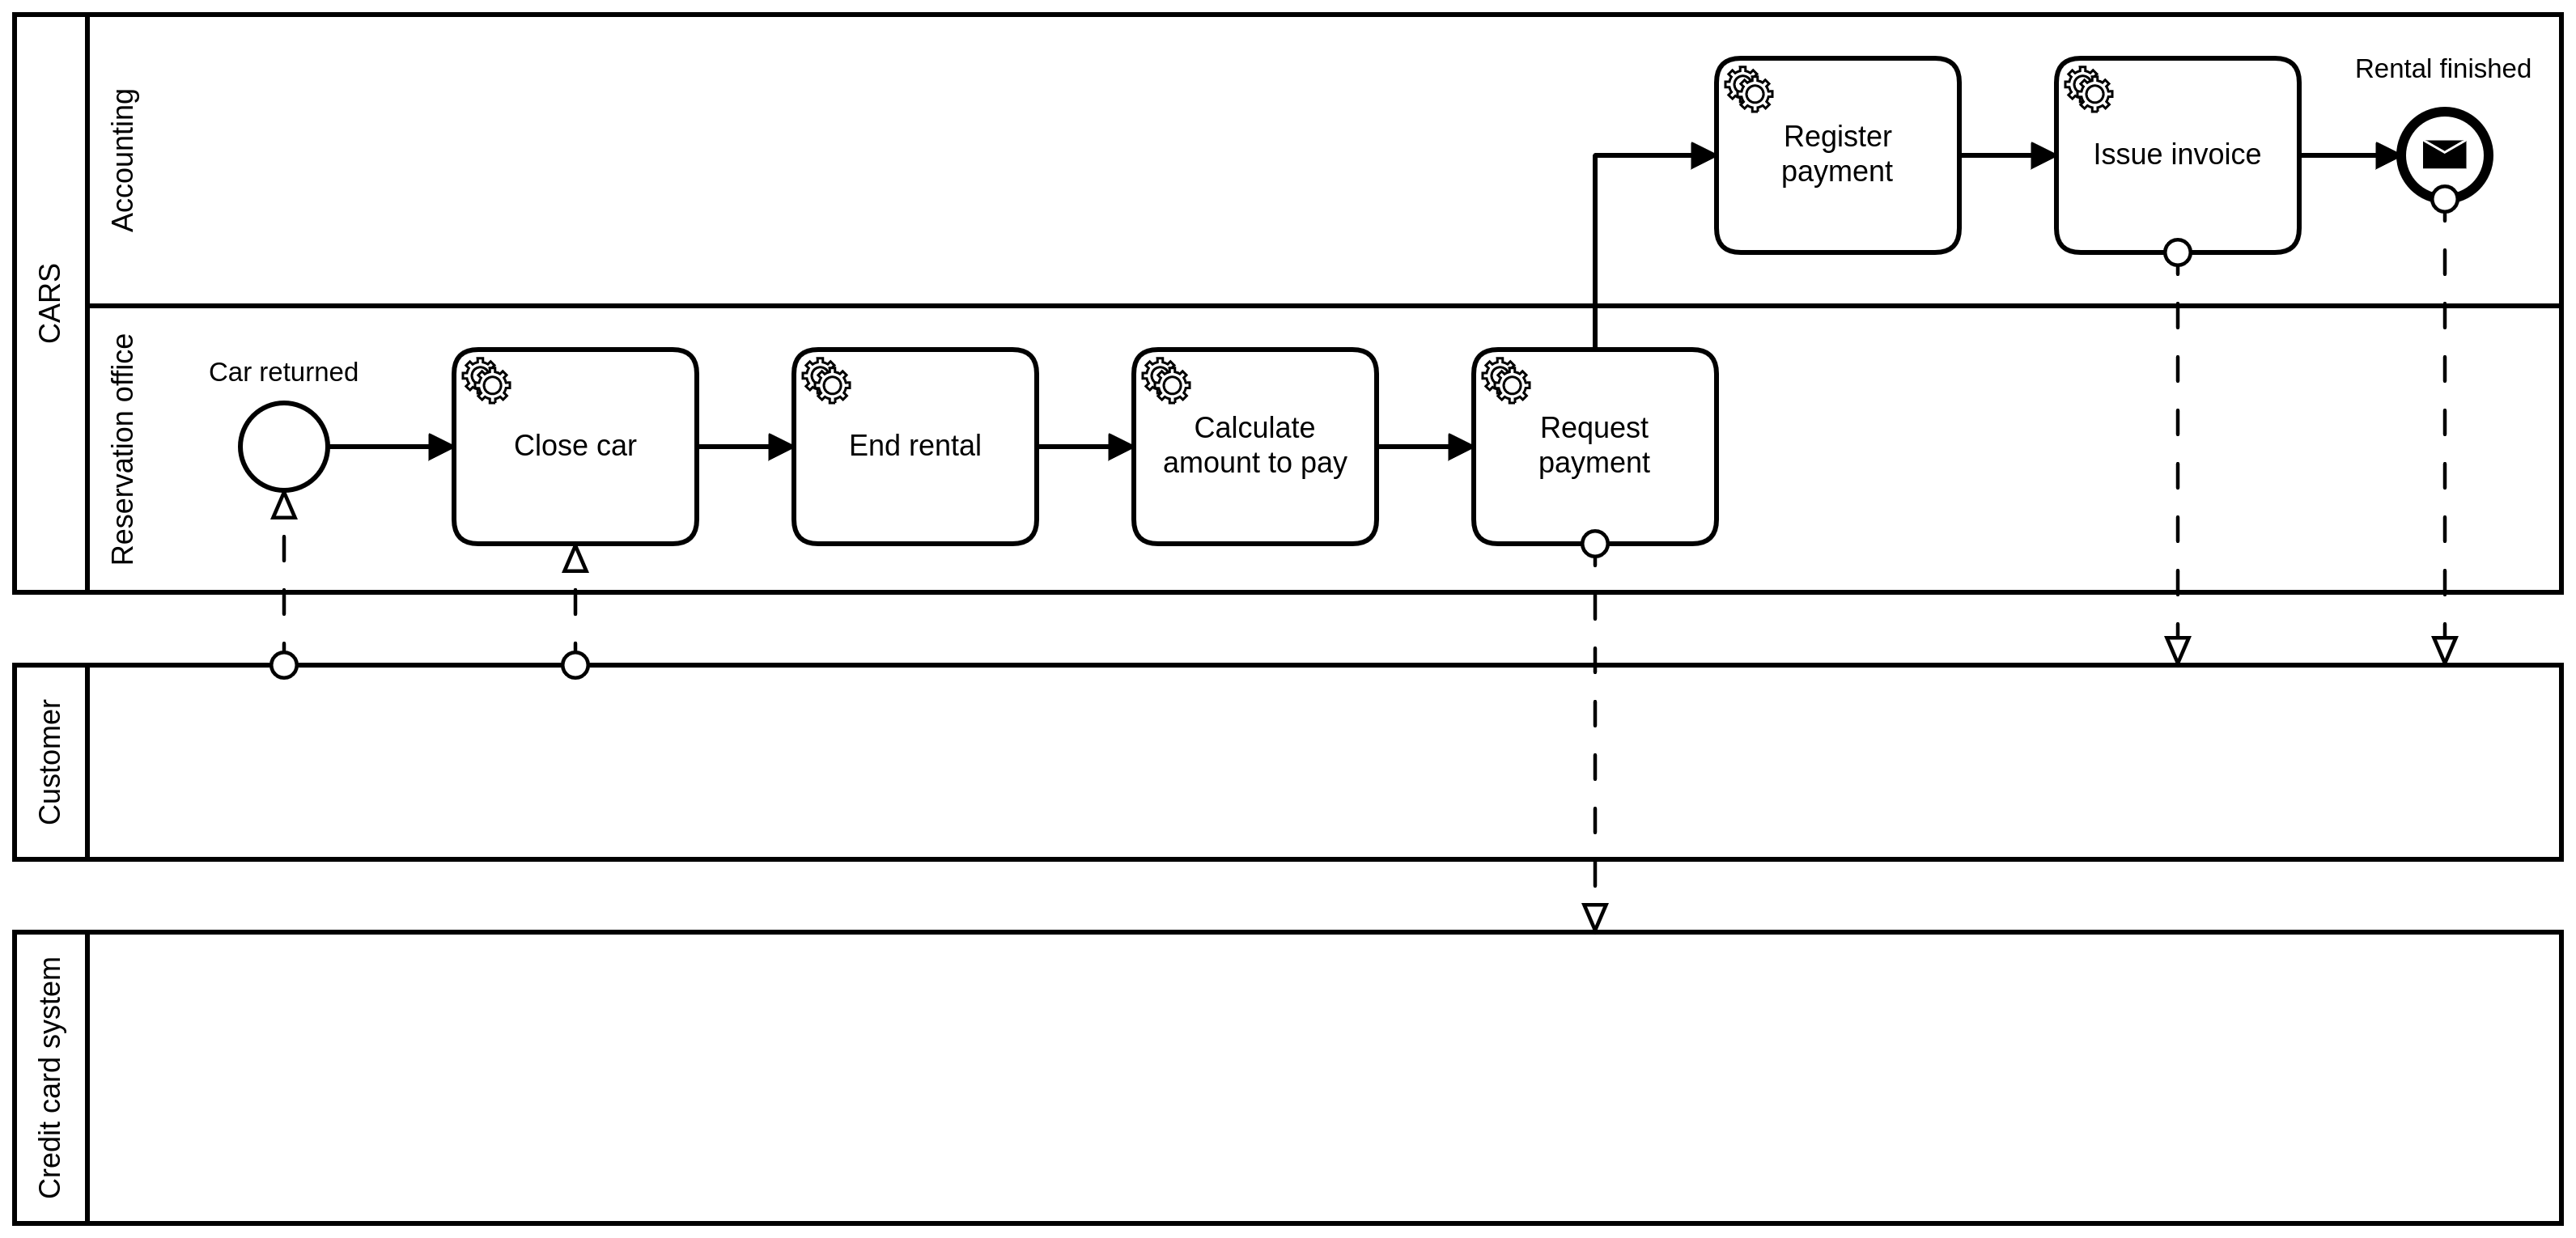 CARS
Accounting
Register
payment
Issue invoice
Rental finished
Reservation office
Car returned
Close car
End rental
Calculate
amount to pay
Request
payment
Customer
Credit card system